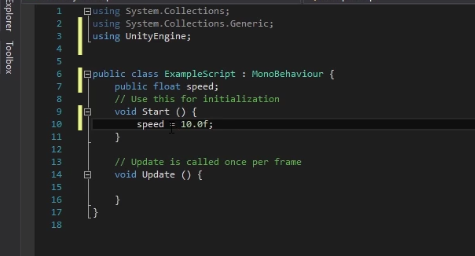 Explorer
Toolbox
1 using System.Collections;
2 using System.Collections.Generic;
3 using UnityEngine;
4
5
6 public class ExampleScript : MonoBehaviour {
7 public float speed;
8 // Use this for initialization
9 void Start () {
10 speed = 10.0f;
11 }
12
13 // Update is called once per frame
14 void Update () {
15
16 }
17 }
18